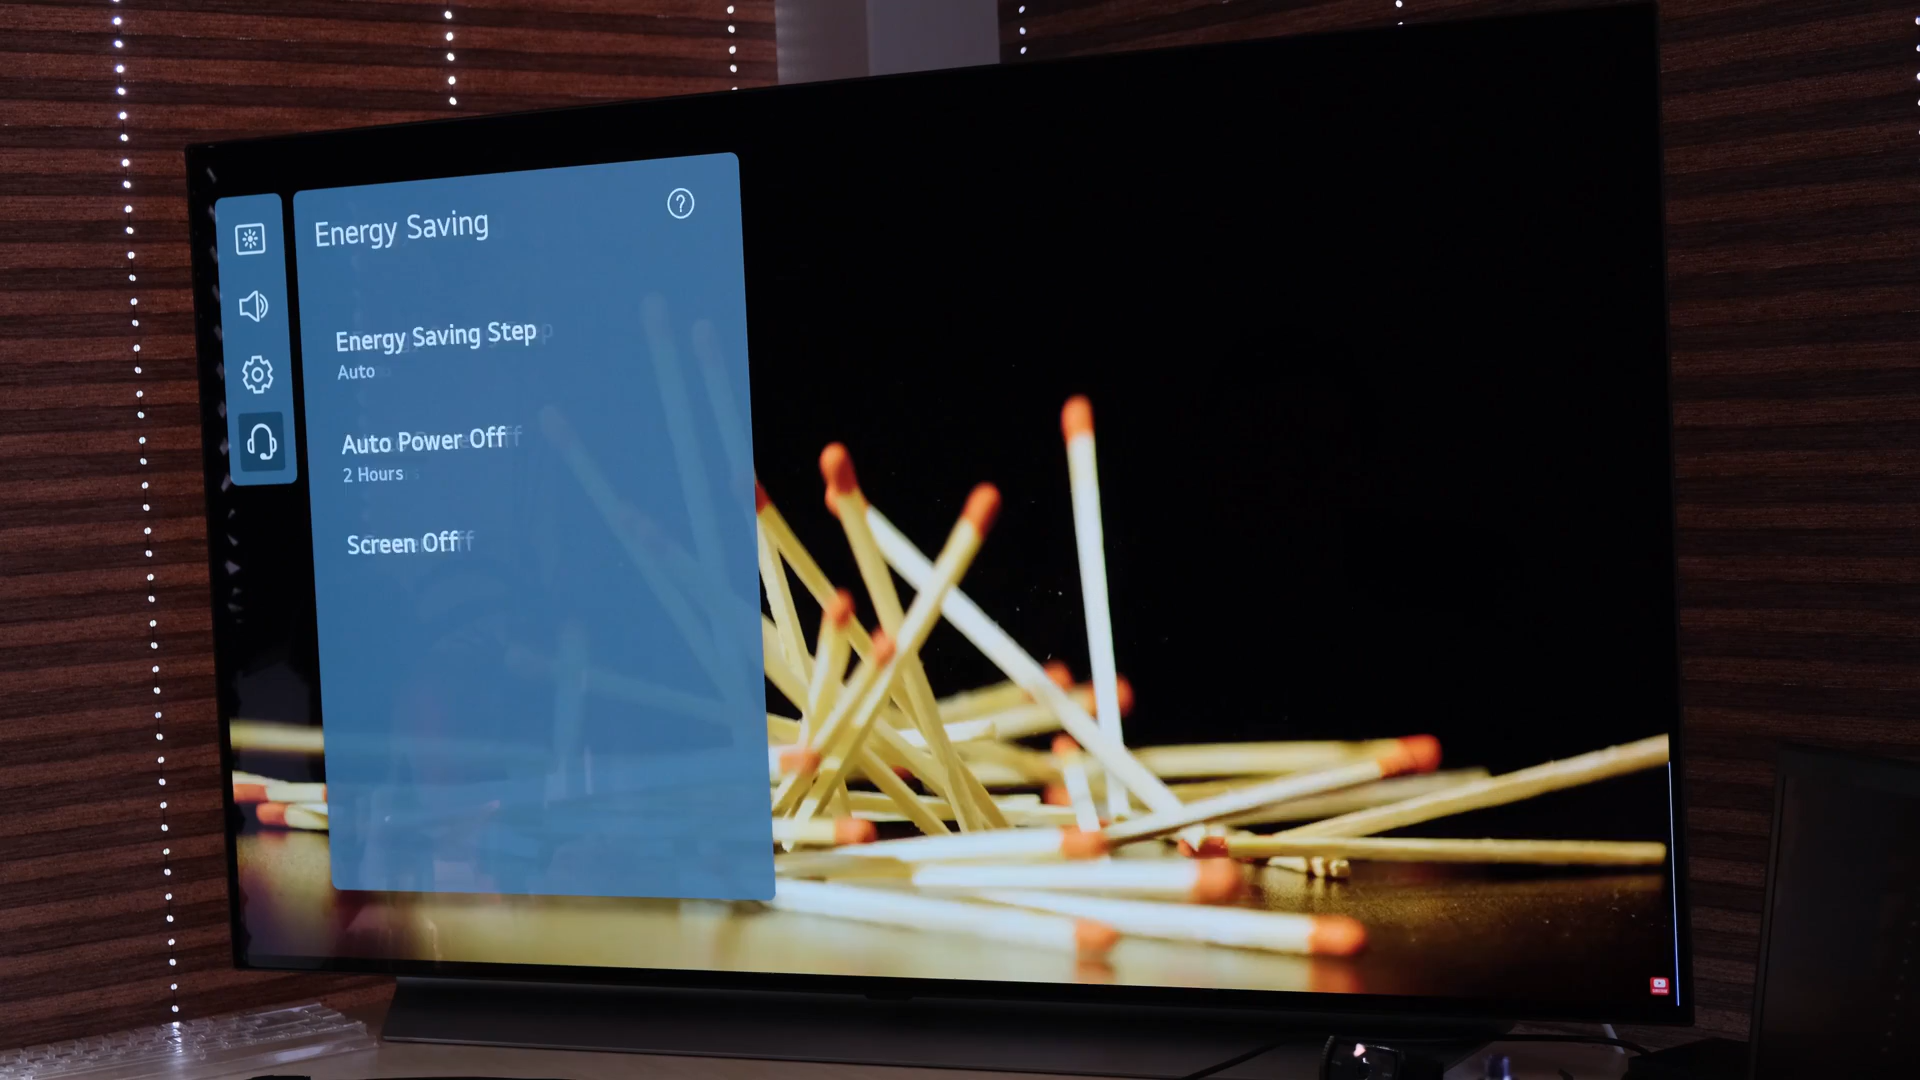 Energy Saving
?
Energy Saving Step
Auto
Auto Power Off
2 Hours
Screen Off